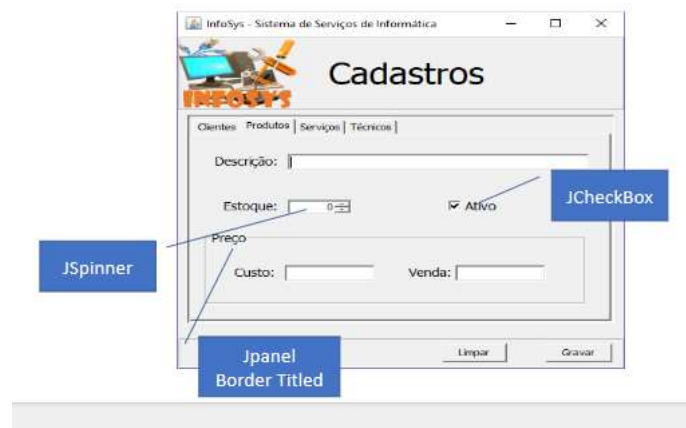 InfoSys - Sistema de Serviços de Informática
INFOSYS
Cadastros
Clientes Produtos Serviços Técnicos
Descrição:
Estoque: 0 Ativo
JCheckBox
JSpinner
Preço
Custo: Venda:
Jpanel
Border Titled
Limpar Gravar